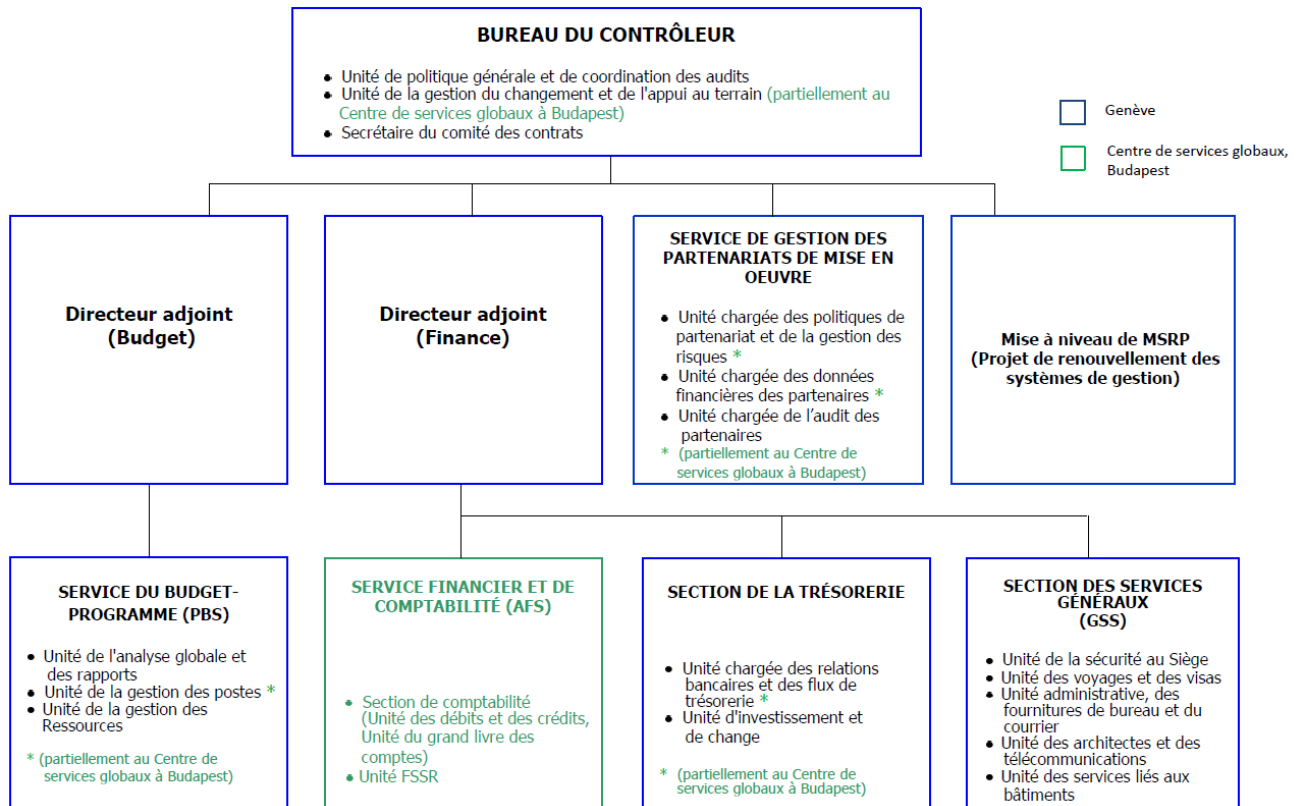 BUREAU DU CONTRÔLEUR
● Unité de politique générale et de coordination des audits
● Unité de la gestion du changement et de l'appui au terrain (partiellement au
Centre de services globaux à Budapest)
● Secrétaire du comité des contrats
Genève
Centre de services globaux,
Budapest
Directeur adjoint
(Budget)
Directeur adjoint
(Finance)
SERVICE DE GESTION DES
PARTENARIATS DE MISE EN
OEUVRE
● Unité chargée des politiques de
partenariat et de la gestion des
risques *
● Unité chargée des données
financières des partenaires *
● Unité chargée de l’audit des
partenaires
* (partiellement au Centre de
services globaux à Budapest)
Mise à niveau de MSRP
(Projet de renouvellement des
systèmes de gestion)
SERVICE DU BUDGET-
PROGRAMME (PBS)
● Unité de l'analyse globale et
des rapports
● Unité de la gestion des postes *
● Unité de la gestion des
Ressources
* (partiellement au Centre de
services globaux à Budapest)
SERVICE FINANCIER ET DE
COMPTABILITÉ (AFS)
● Section de comptabilité
(Unité des débits et des crédits,
Unité du grand livre des
comptes)
● Unité FSSR
SECTION DE LA TRÉSORERIE
● Unité chargée des relations
bancaires et des flux de
trésorerie *
● Unité d'investissement et
de change
* (partiellement au Centre de
services globaux à Budapest)
SECTION DES SERVICES
GÉNÉRAUX
(GSS)
● Unité de la sécurité au Siège
● Unité des voyages et des visas
● Unité administrative, des
fournitures de bureau et du
courrier
● Unité des architectes et des
télécommunications
● Unité des services liés aux
bâtiments